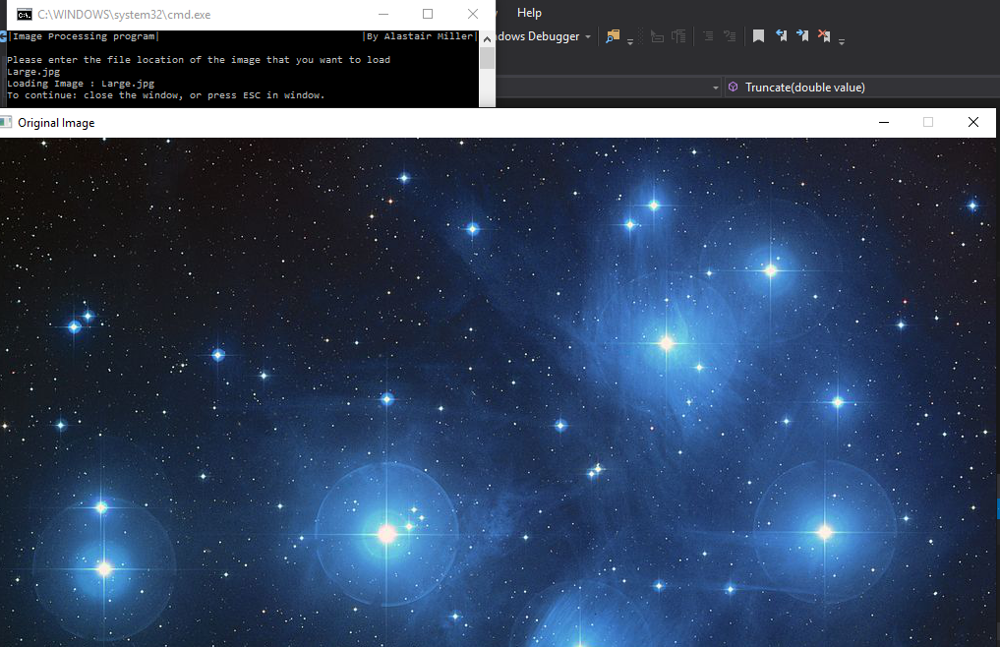 C:\WINDOWS\system32\cmd.exe
Help
|Image Processing program| |By Alastair Miller|
dows Debugger
Please enter the file location of the image that you want to load
Large.jpg
Loading Image : Large.jpg
To continue: close the window, or press ESC in window.
Truncate(double value)
Original Image